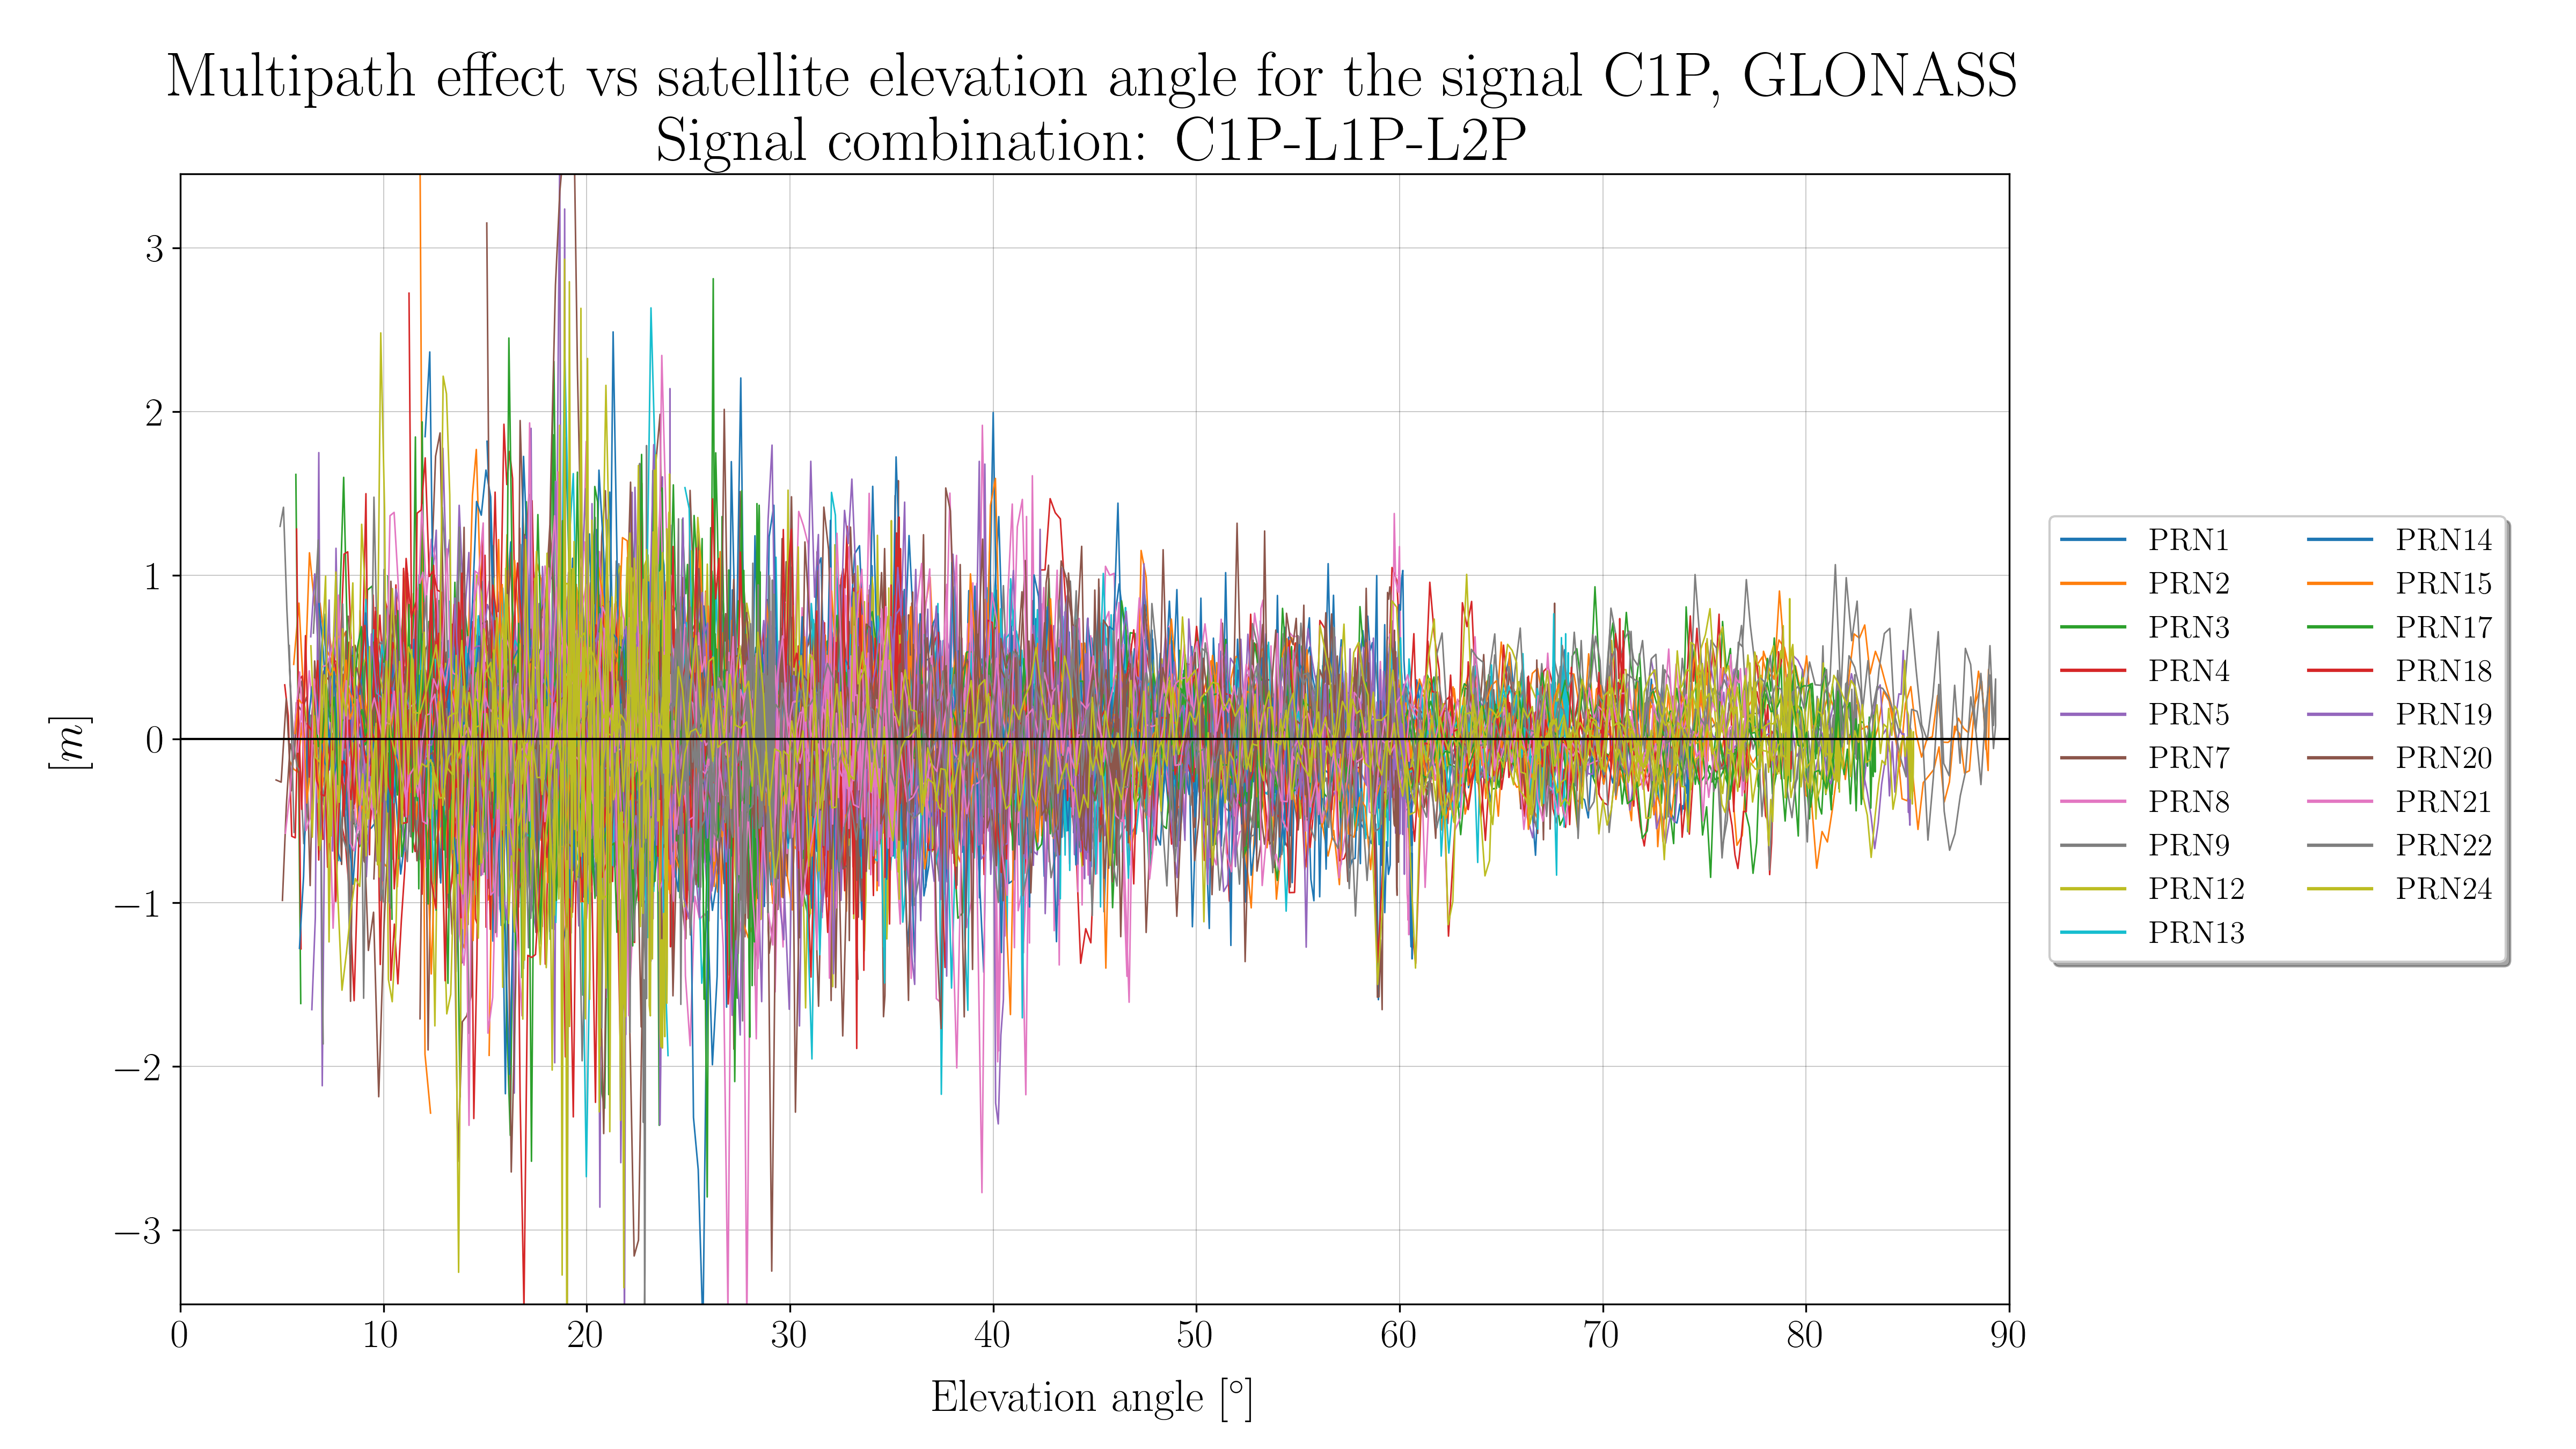 Multipath effect vs satellite elevation angle for the signal C1P, GLONASS
Signal combination: C1P-L1P-L2P
[m]
3
2
1
0
−1
−2
−3
0 10 20 30 40 50 60 70 80 90
Elevation angle [°]
PRN1
PRN2
PRN3
PRN4
PRN5
PRN7
PRN8
PRN9
PRN12
PRN13
PRN14
PRN15
PRN17
PRN18
PRN19
PRN20
PRN21
PRN22
PRN24